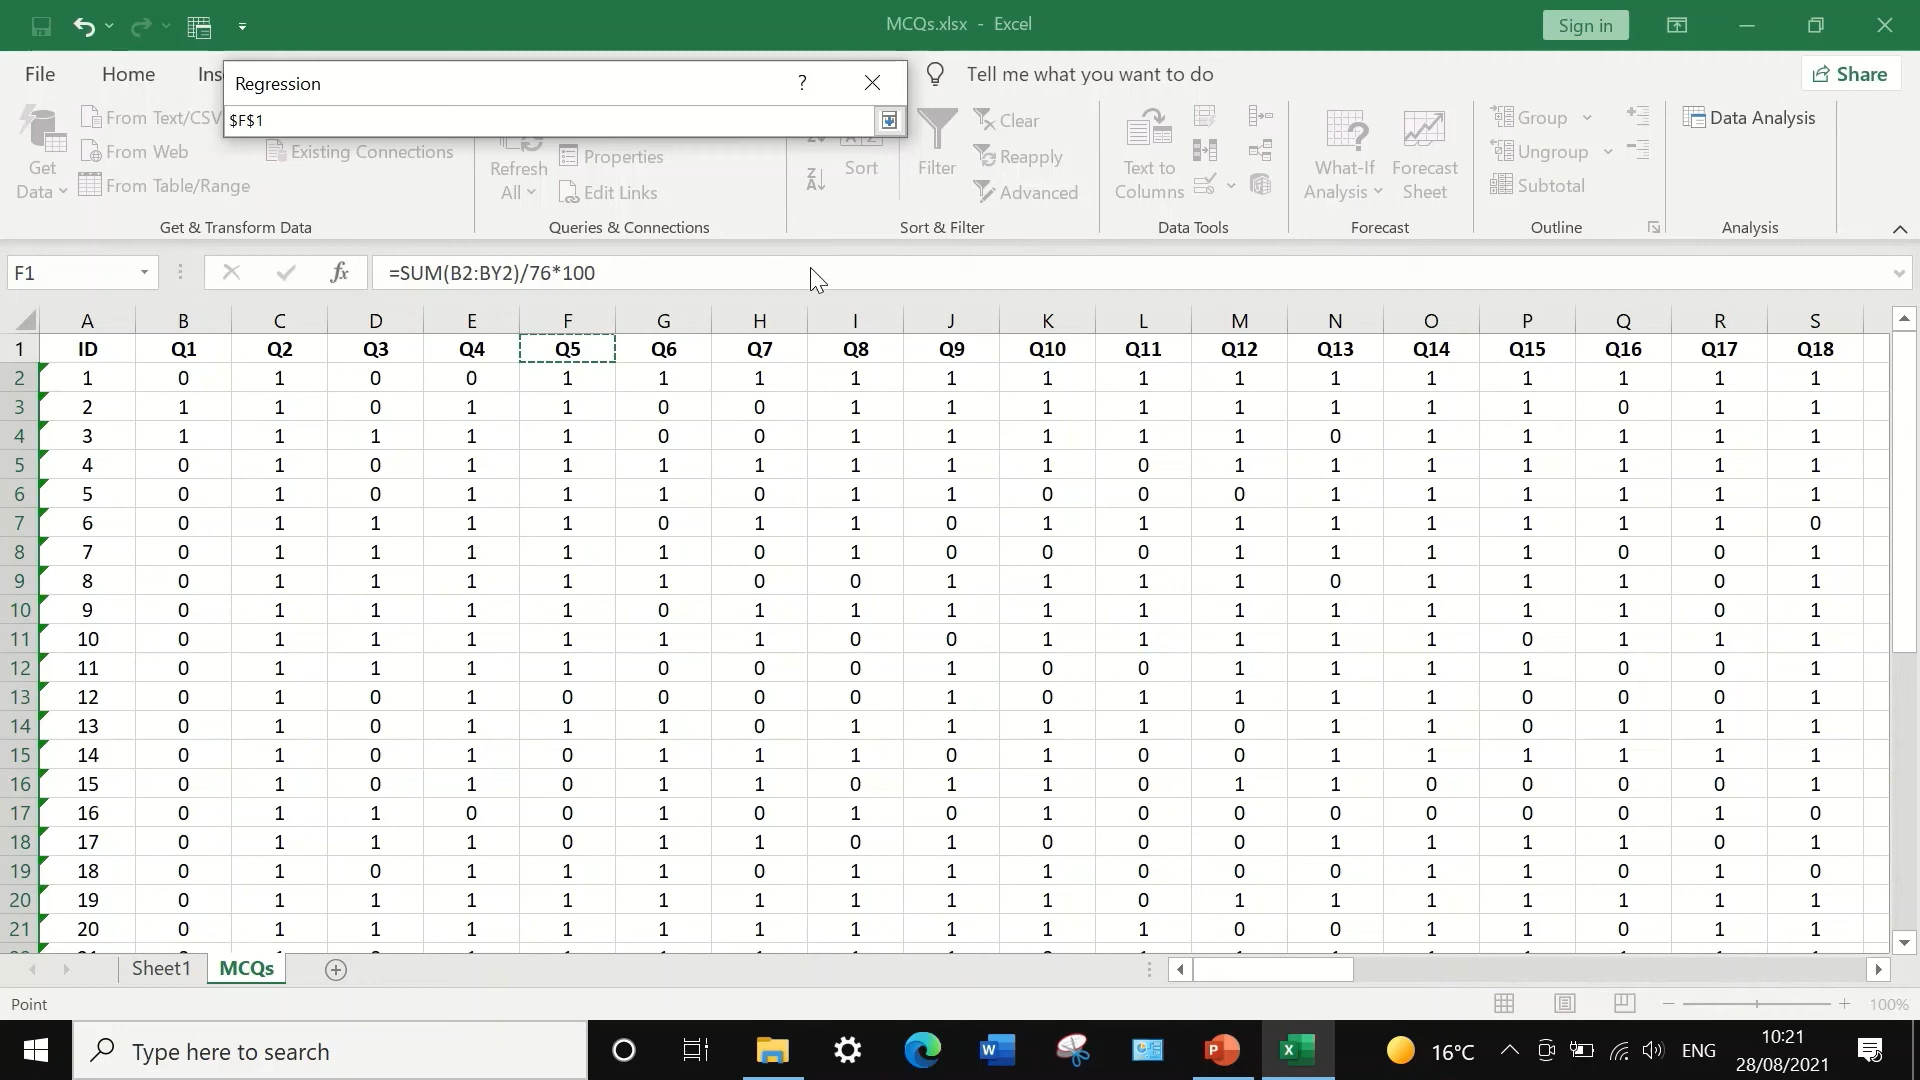 MCQs.xlsx - Excel
Sign in
File Home Ins
Tell me what you want to do
Share
Regression ?
$F$1
From Text/CSV
Get Data
From Web
From Table/Range
Existing Connections
Get & Transform Data
Refresh All
Properties
Edit Links
Queries & Connections
Sort
Filter
Clear
Reapply
Advanced
Sort & Filter
Text to Columns
Data Tools
What-If Analysis
Forecast Sheet
Forecast
Group
Ungroup
Subtotal
Outline
Data Analysis
Analysis
F1 fx =SUM(B2:BY2)/76*100
A B C D E F G H I J K L M N O P Q R S
1 ID Q1 Q2 Q3 Q4 Q5 Q6 Q7 Q8 Q9 Q10 Q11 Q12 Q13 Q14 Q15 Q16 Q17 Q18
2 1 0 1 0 0 1 1 1 1 1 1 1 1 1 1 1 1 1 1
3 2 1 1 0 1 1 0 0 1 1 1 1 1 1 1 1 0 1 1
4 3 1 1 1 1 1 0 0 1 1 1 1 1 0 1 1 1 1 1
5 4 0 1 0 1 1 1 1 1 1 1 0 1 1 1 1 1 1 1
6 5 0 1 0 1 1 1 0 1 1 0 0 0 1 1 1 1 1 1
7 6 0 1 1 1 1 0 1 1 0 1 1 1 1 1 1 1 1 0
8 7 0 1 1 1 1 1 0 1 0 0 0 1 1 1 1 0 0 1
9 8 0 1 1 1 1 1 0 0 1 1 1 1 0 1 1 1 0 1
10 9 0 1 1 1 1 0 1 1 1 1 1 1 1 1 1 1 0 1
11 10 0 1 1 1 1 1 1 0 0 1 1 1 1 1 0 1 1 1
12 11 0 1 1 1 1 0 0 0 1 0 0 1 1 1 1 0 0 1
13 12 0 1 0 1 0 0 0 0 1 0 1 1 1 1 0 0 0 1
14 13 0 1 0 1 1 1 0 1 1 1 1 0 1 1 0 1 1 1
15 14 0 1 0 1 0 1 1 1 0 1 0 0 1 1 1 1 1 1
16 15 0 1 0 1 0 1 1 0 1 1 0 1 1 0 0 0 0 1
17 16 0 1 1 0 0 1 0 1 0 1 0 0 0 0 0 0 1 0
18 17 0 1 1 1 0 1 1 0 1 0 0 0 1 1 1 1 0 1
19 18 0 1 0 1 1 1 0 1 1 1 0 0 0 1 1 0 1 0
20 19 0 1 1 1 1 1 1 1 1 1 0 1 1 1 1 1 1 1
21 20 0 1 1 1 1 1 1 1 1 1 1 0 0 1 1 0 1 1
Sheet1 MCQs
Point
100%
Type here to search
16°C
ENG
10:21
28/08/2021